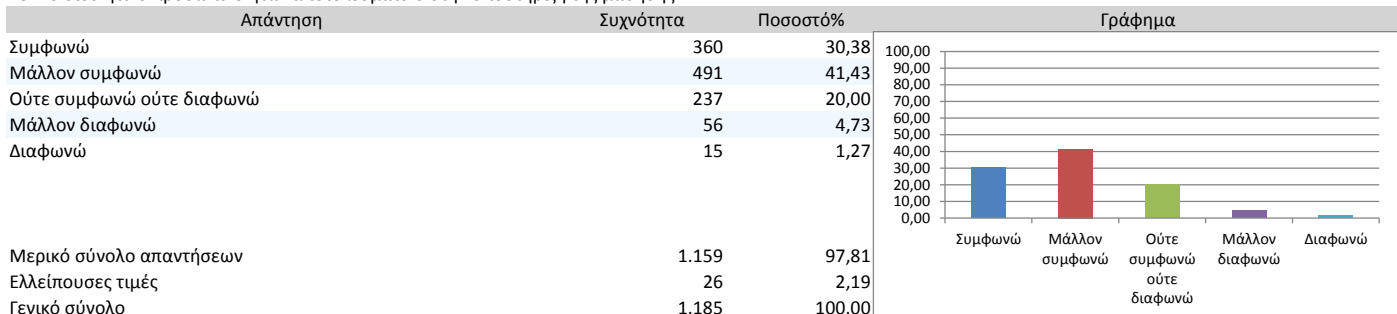 Απάντηση Συχνότητα Ποσοστό% Γράφημα
Συμφωνώ 360 30,38
Μάλλον συμφωνώ 491 41,43
Ούτε συμφωνώ ούτε διαφωνώ 237 20,00
Μάλλον διαφωνώ 56 4,73
Διαφωνώ 15 1,27
Μερικό σύνολο απαντήσεων 1.159 97,81
Ελλείπουσες τιμές 26 2,19
Γενικό σύνολο 1.185 100,00
100,00
90,00
80,00
70,00
60,00
50,00
40,00
30,00
20,00
10,00
0,00
Συμφωνώ Μάλλον Ούτε Μάλλον Διαφωνώ
συμφωνώ συμφωνώ διαφωνώ
ούτε
διαφωνώ